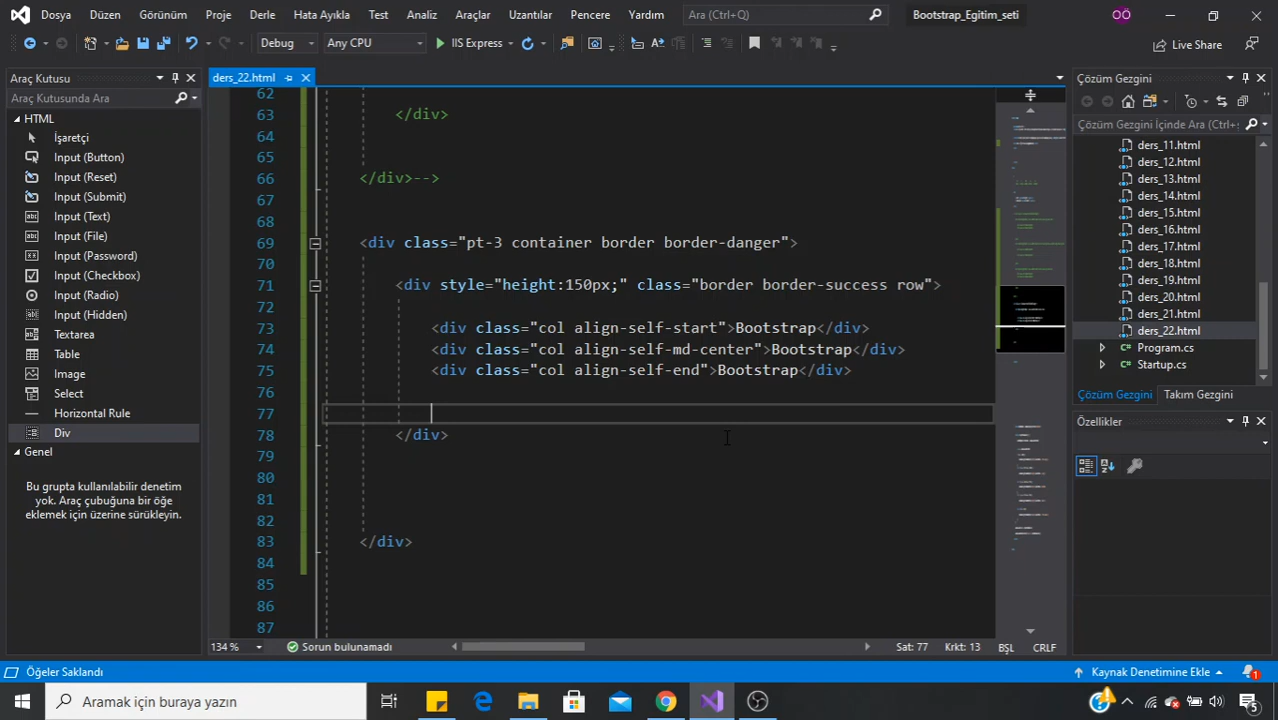 Dosya Düzen Görünüm Proje Derle Hata Ayıkla Test Analiz Araçlar Uzantılar Pencere Yardım Ara (Ctrl+Q) Bootstrap_Egitim_seti OÖ
Debug Any CPU IIS Express Live Share
Araç Kutusu
Araç Kutusunda Ara
HTML
İşaretçi
Input (Button)
Input (Reset)
Input (Submit)
Input (Text)
Input (File)
Input (Password)
Input (Checkbox)
Input (Radio)
Input (Hidden)
Textarea
Table
Image
Select
Horizontal Rule
Div
Genel
Bu grupta kullanılabilir denetim
yok. Araç çubuğuna bir öğe
eklemek için üzerine sürükleyin.
ders_22.html
62
63 </div>
64
65
66 </div>-->
67
68
69 <div class="pt-3 container border border-danger">
70
71 <div style="height:150px;" class="border border-success row">
72
73 <div class="col align-self-start">Bootstrap</div>
74 <div class="col align-self-md-center">Bootstrap</div>
75 <div class="col align-self-end">Bootstrap</div>
76
77
78 </div>
79
80
81
82
83 </div>
84
85
86
87
134 % Sorun bulunamadı Sat: 77 Krkt: 13 BŞL CRLF
Çözüm Gezgini
Çözüm Gezgini İçinde Ara (Ctrl+
ders_11.html
ders_12.html
ders_13.html
ders_14.html
ders_15.html
ders_16.html
ders_17.html
ders_18.html
ders_19.html
ders_20.html
ders_21.html
ders_22.html
Program.cs
Startup.cs
Çözüm Gezgini Takım Gezgini
Özellikler
Öğeler Saklandı Kaynak Denetimine Ekle 1
Aramak için buraya yazın 5